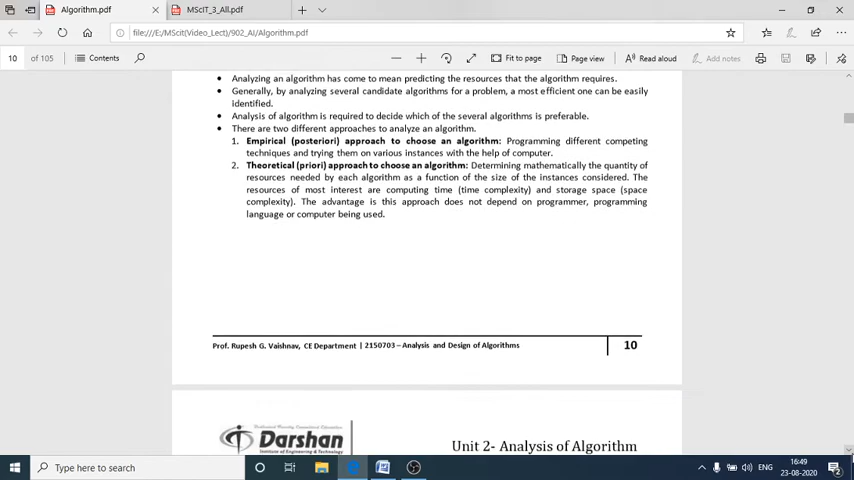 Algorithm.pdf
MScIT_3_All.pdf
file:///E:/MScit(Video_Lect)/902_AI/Algorithm.pdf
10 of 105
Contents
Fit to page
Page view
Read aloud
Add notes
• Analyzing an algorithm has come to mean predicting the resources that the algorithm requires.
• Generally, by analyzing several candidate algorithms for a problem, a most efficient one can be easily
identified.
• Analysis of algorithm is required to decide which of the several algorithms is preferable.
• There are two different approaches to analyze an algorithm.
1. Empirical (posteriori) approach to choose an algorithm: Programming different competing
techniques and trying them on various instances with the help of computer.
2. Theoretical (priori) approach to choose an algorithm: Determining mathematically the quantity of
resources needed by each algorithm as a function of the size of the instances considered. The
resources of most interest are computing time (time complexity) and storage space (space
complexity). The advantage is this approach does not depend on programmer, programming
language or computer being used.
Prof. Rupesh G. Vaishnav, CE Department | 2150703 – Analysis and Design of Algorithms
10
Darshan
Institute of Engineering & Technology
Unit 2- Analysis of Algorithm
Type here to search
ENG
16:49
23-08-2020
2